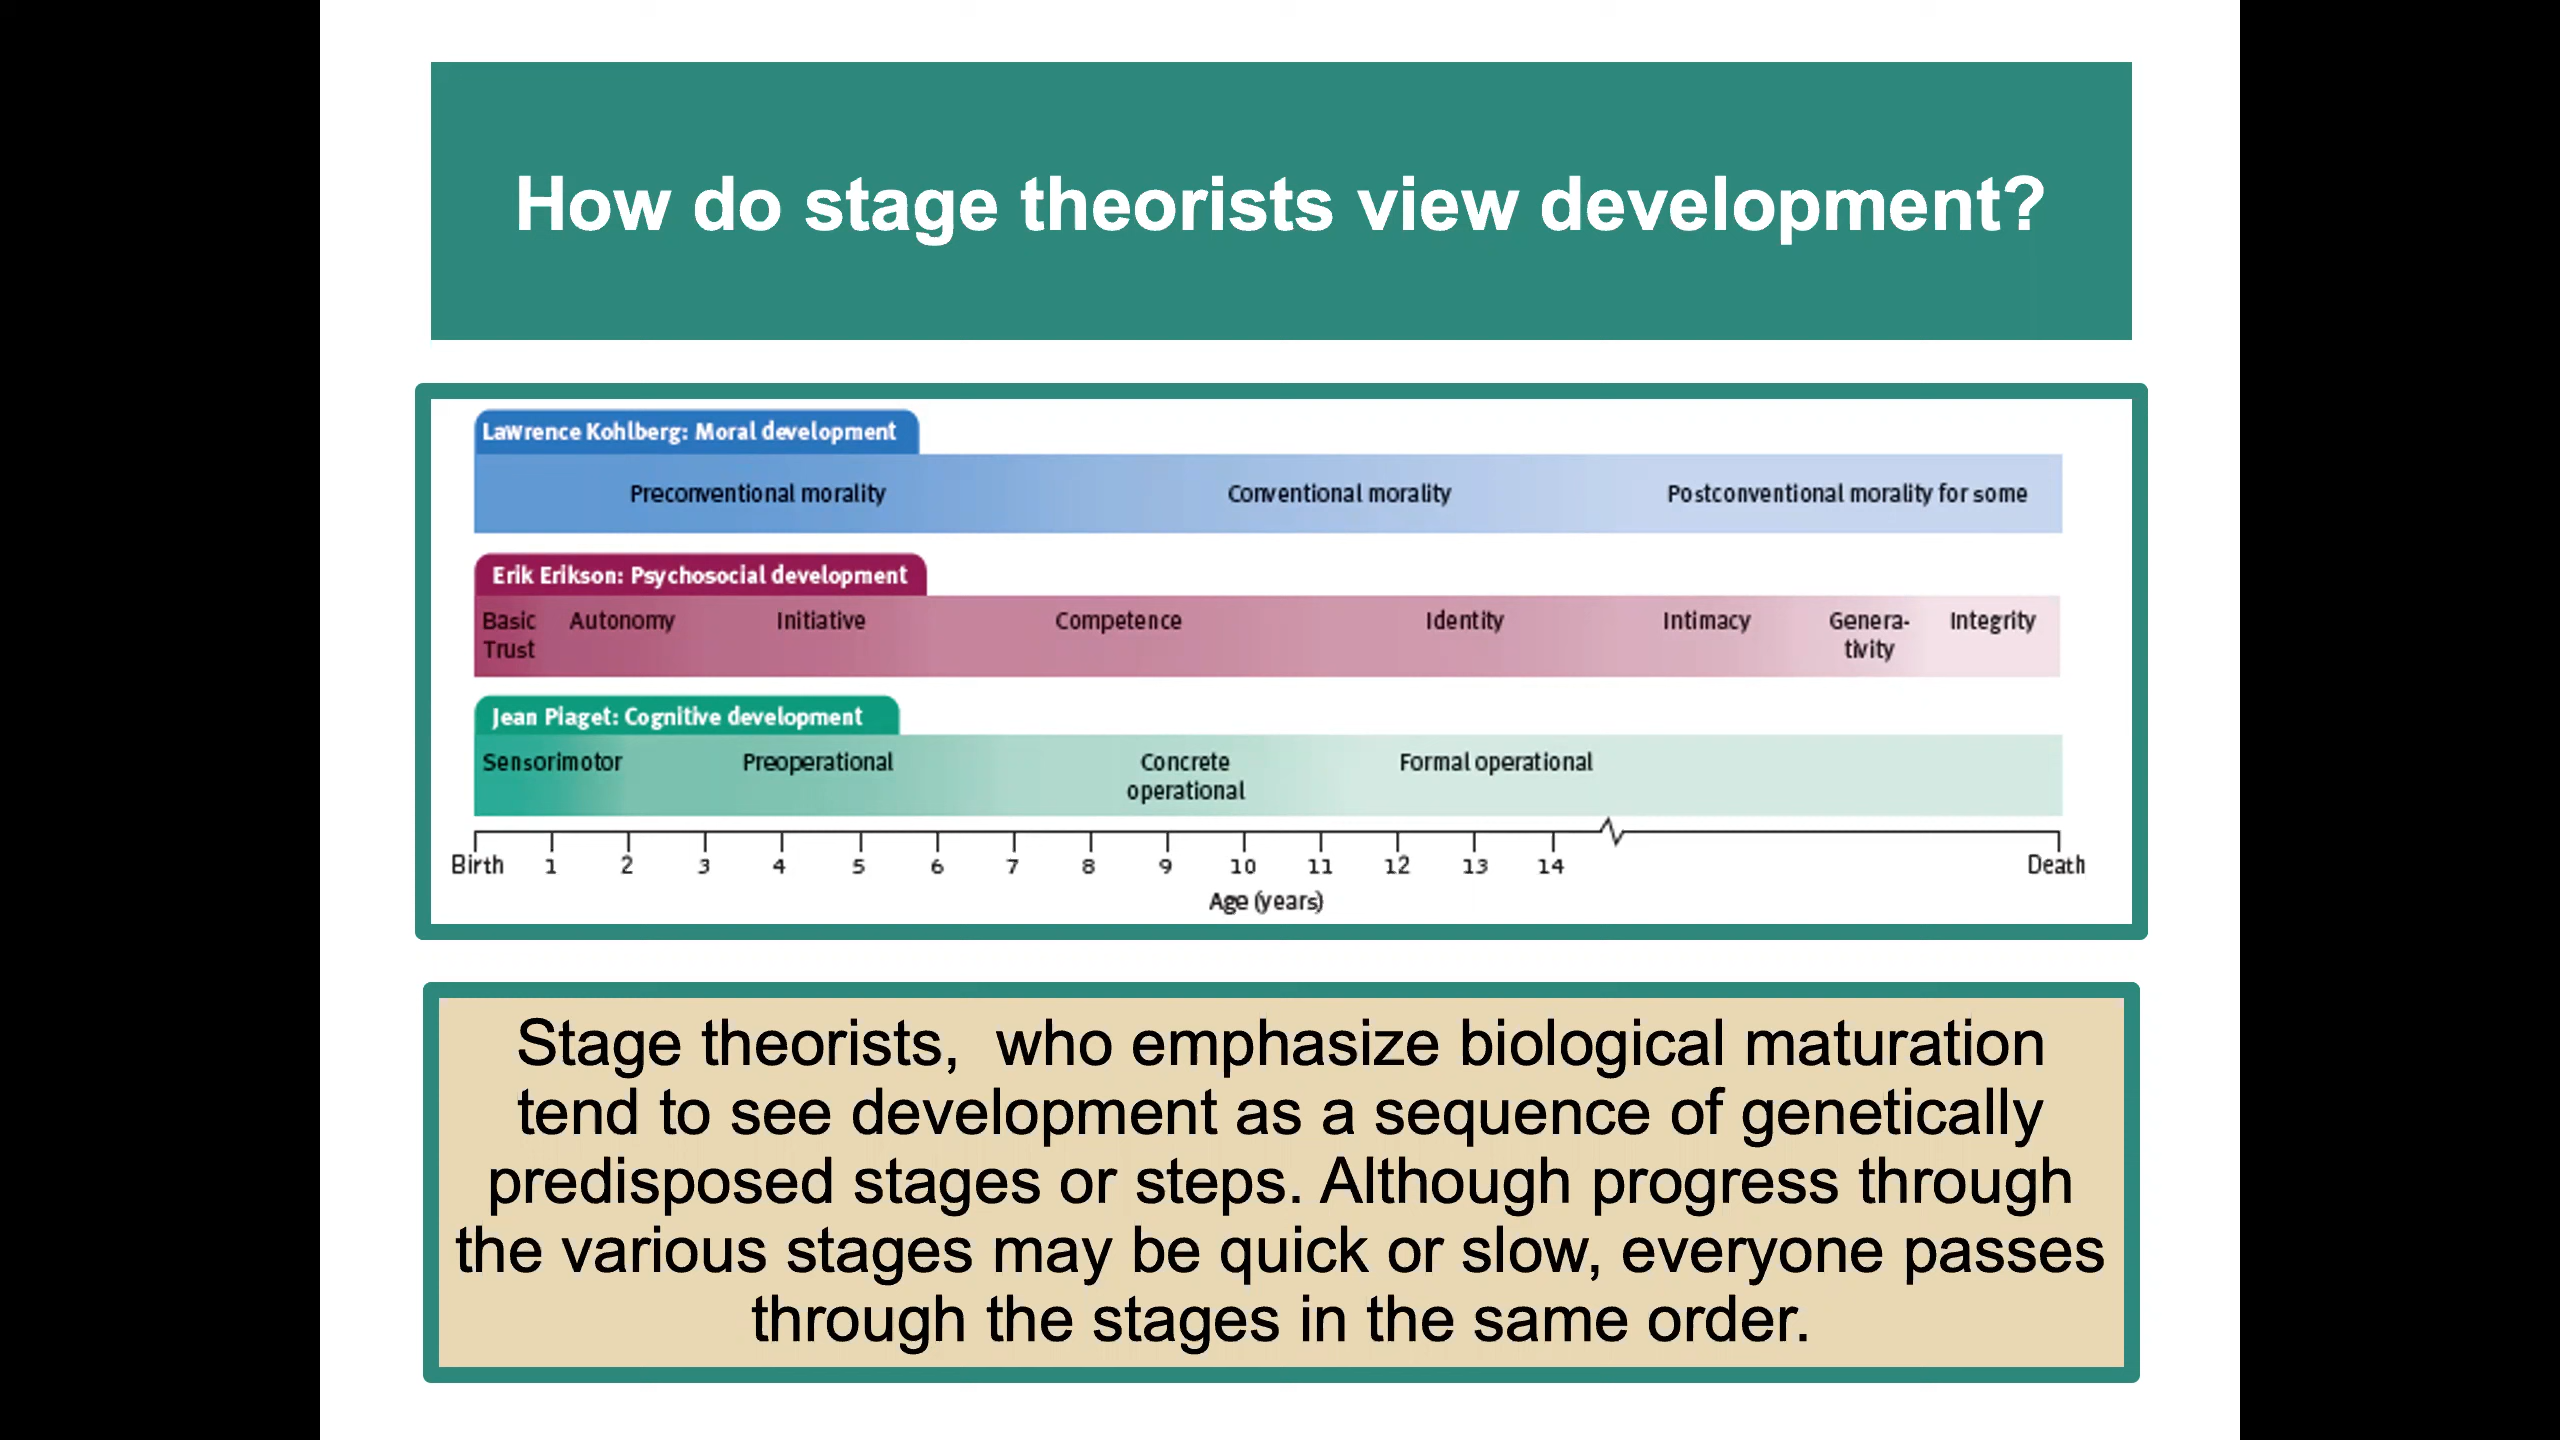 How do stage theorists view development?
Lawrence Kohlberg: Moral development
Preconventional morality Conventional morality Postconventional morality for some
Erik Erikson: Psychosocial development
Basic Autonomy Initiative Competence Identity Intimacy Genera- Integrity
Trust tivity
Jean Piaget: Cognitive development
Sensorimotor Preoperational Concrete Formal operational
operational
Birth 1 2 3 4 5 6 7 8 9 10 11 12 13 14 Death
Age (years)
Stage theorists,  who emphasize biological maturation
tend to see development as a sequence of genetically
predisposed stages or steps. Although progress through
the various stages may be quick or slow, everyone passes
through the stages in the same order.